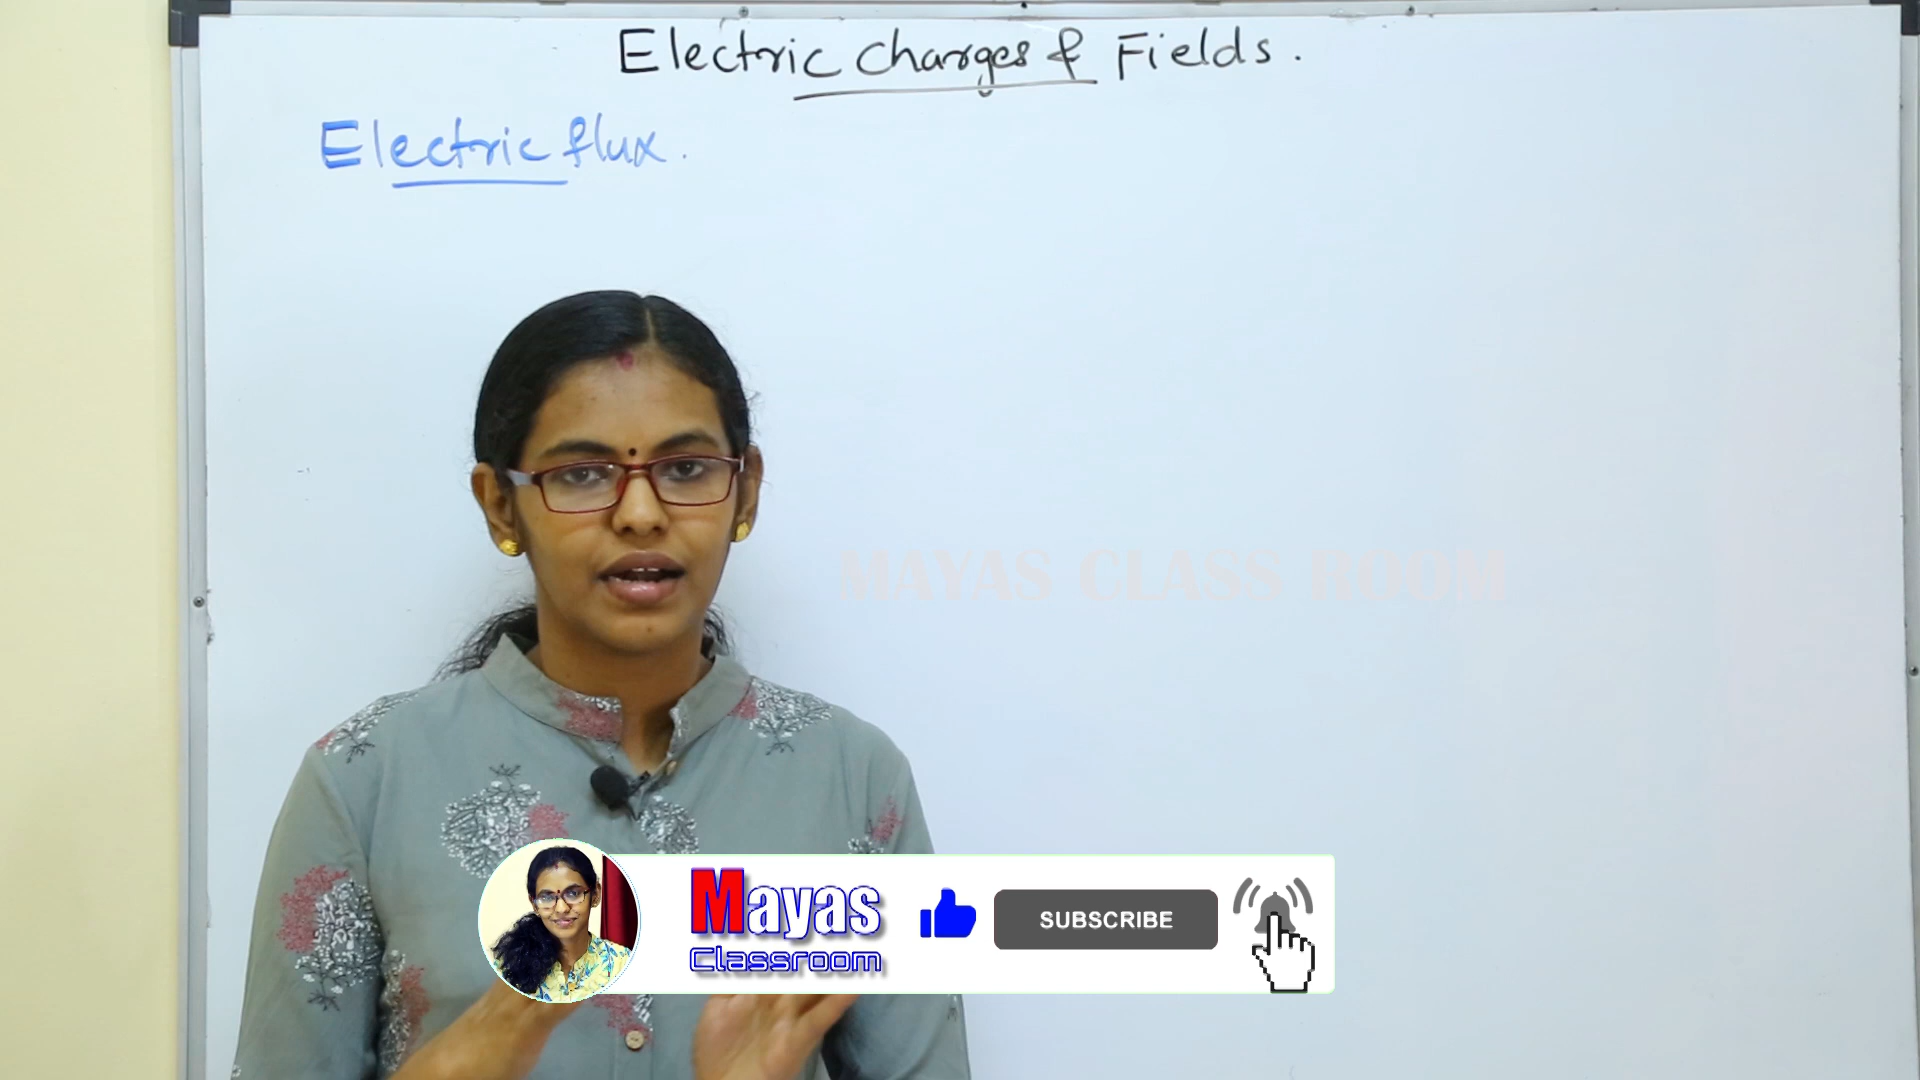 Electric charges & Fields.
Electric flux.
MAYAS CLASS ROOM
Mayas
Classroom
SUBSCRIBE